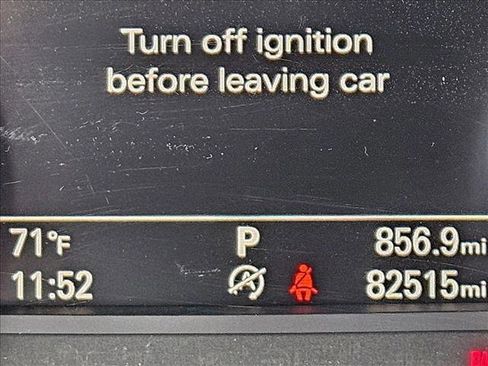 Turn off ignition
before leaving car
71°F P 856.9mi
11:52 82515mi